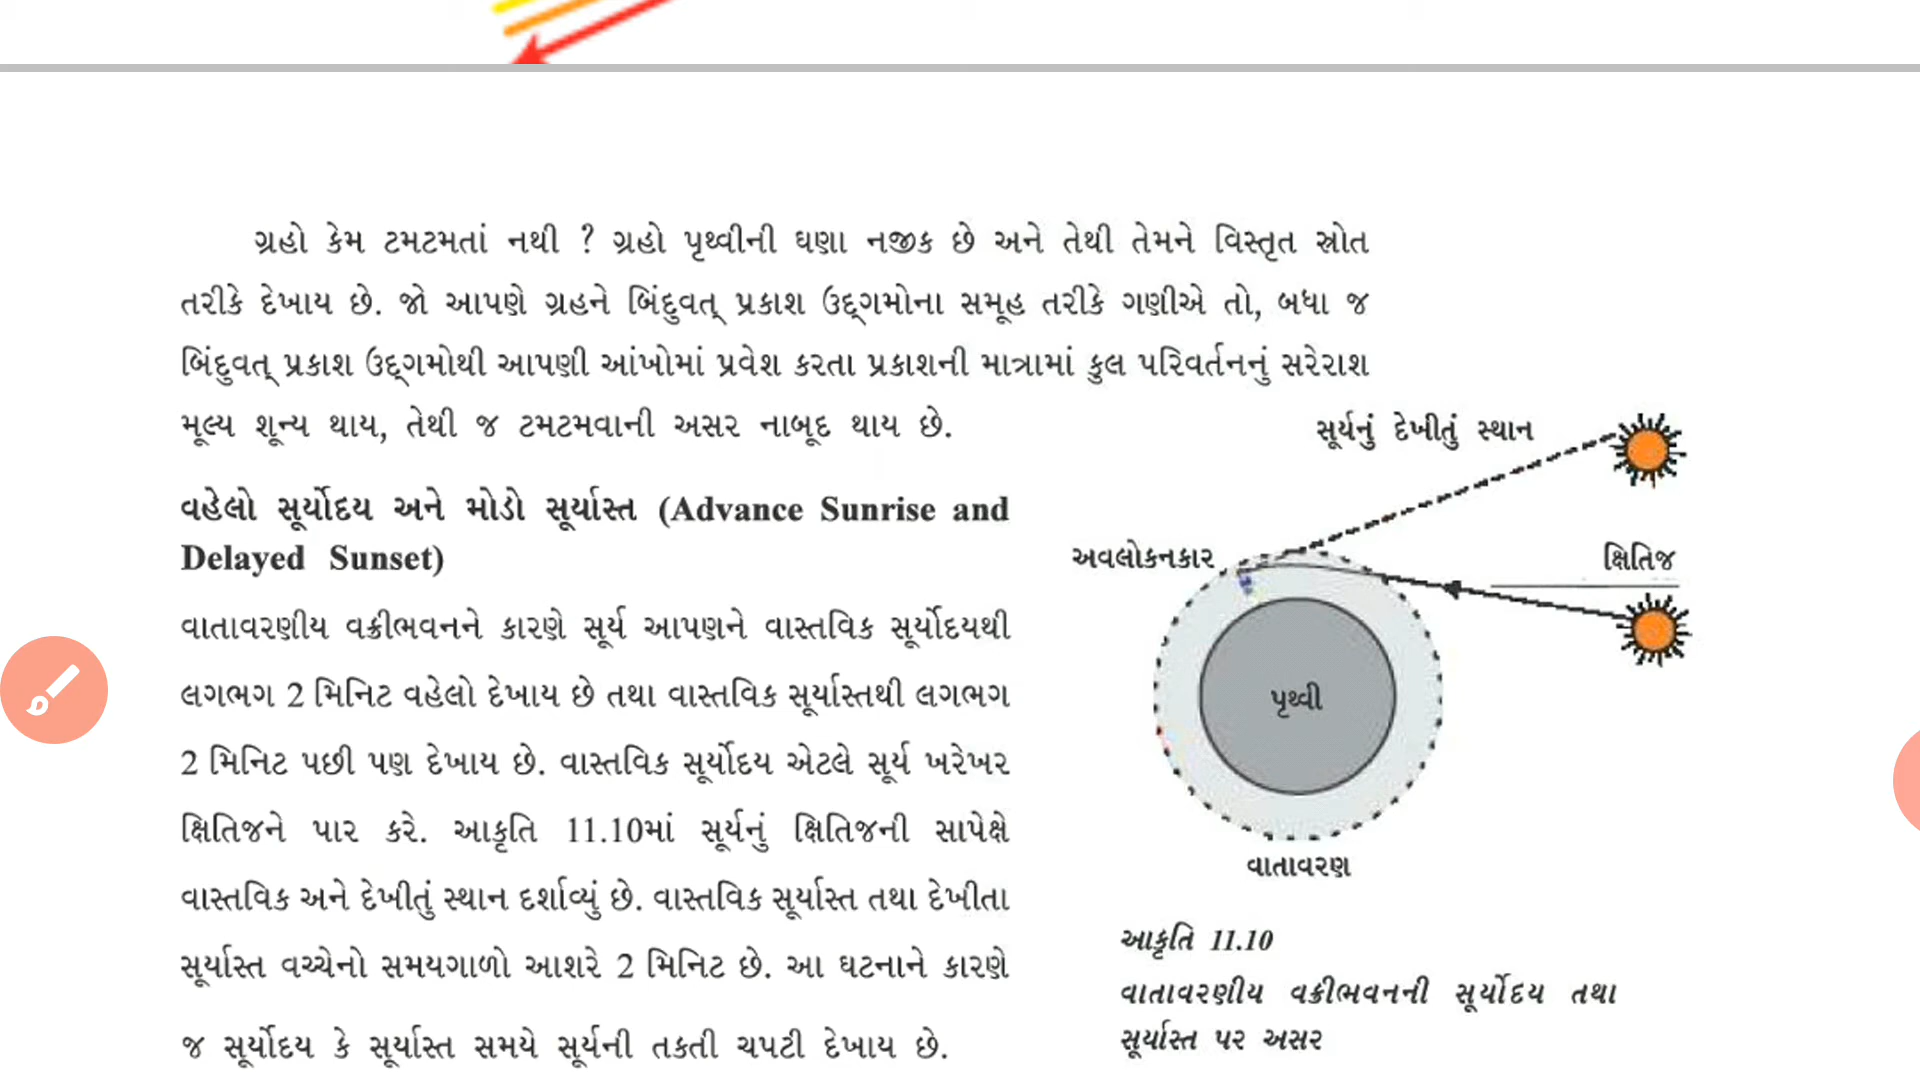 ગ્રહો કેમ ટમટમતાં નથી ? ગ્રહો પૃથ્વીની ઘણા નજીક છે અને તેથી તેમને વિસ્તૃત સ્રોત
તરીકે દેખાય છે. જો આપણે ગ્રહને બિંદુવત્ પ્રકાશ ઉદ્ગમોના સમૂહ તરીકે ગણીએ તો, બધા જ
બિંદુવત્ પ્રકાશ ઉદ્ગમોથી આપણી આંખોમાં પ્રવેશ કરતા પ્રકાશની માત્રામાં કુલ પરિવર્તનનું સરેરાશ
મૂલ્ય શૂન્ય થાય, તેથી જ ટમટમવાની અસર નાબૂદ થાય છે.
વહેલો સૂર્યોદય અને મોડો સૂર્યાસ્ત (Advance Sunrise and
Delayed Sunset)
વાતાવરણીય વક્રીભવનને કારણે સૂર્ય આપણને વાસ્તવિક સૂર્યોદયથી
લગભગ 2 મિનિટ વહેલો દેખાય છે તથા વાસ્તવિક સૂર્યાસ્તથી લગભગ
2 મિનિટ પછી પણ દેખાય છે. વાસ્તવિક સૂર્યોદય એટલે સૂર્ય ખરેખર
ક્ષિતિજને પાર કરે. આકૃતિ 11.10માં સૂર્યનું ક્ષિતિજની સાપેક્ષે
વાસ્તવિક અને દેખીતું સ્થાન દર્શાવ્યું છે. વાસ્તવિક સૂર્યાસ્ત તથા દેખીતા
સૂર્યાસ્ત વચ્ચેનો સમયગાળો આશરે 2 મિનિટ છે. આ ઘટનાને કારણે
જ સૂર્યોદય કે સૂર્યાસ્ત સમયે સૂર્યની તકતી ચપટી દેખાય છે.
સૂર્યનું દેખીતું સ્થાન
અવલોકનકાર
ક્ષિતિજ
પૃથ્વી
વાતાવરણ
આકૃતિ 11.10
વાતાવરણીય વક્રીભવનની સૂર્યોદય તથા
સૂર્યાસ્ત પર અસર